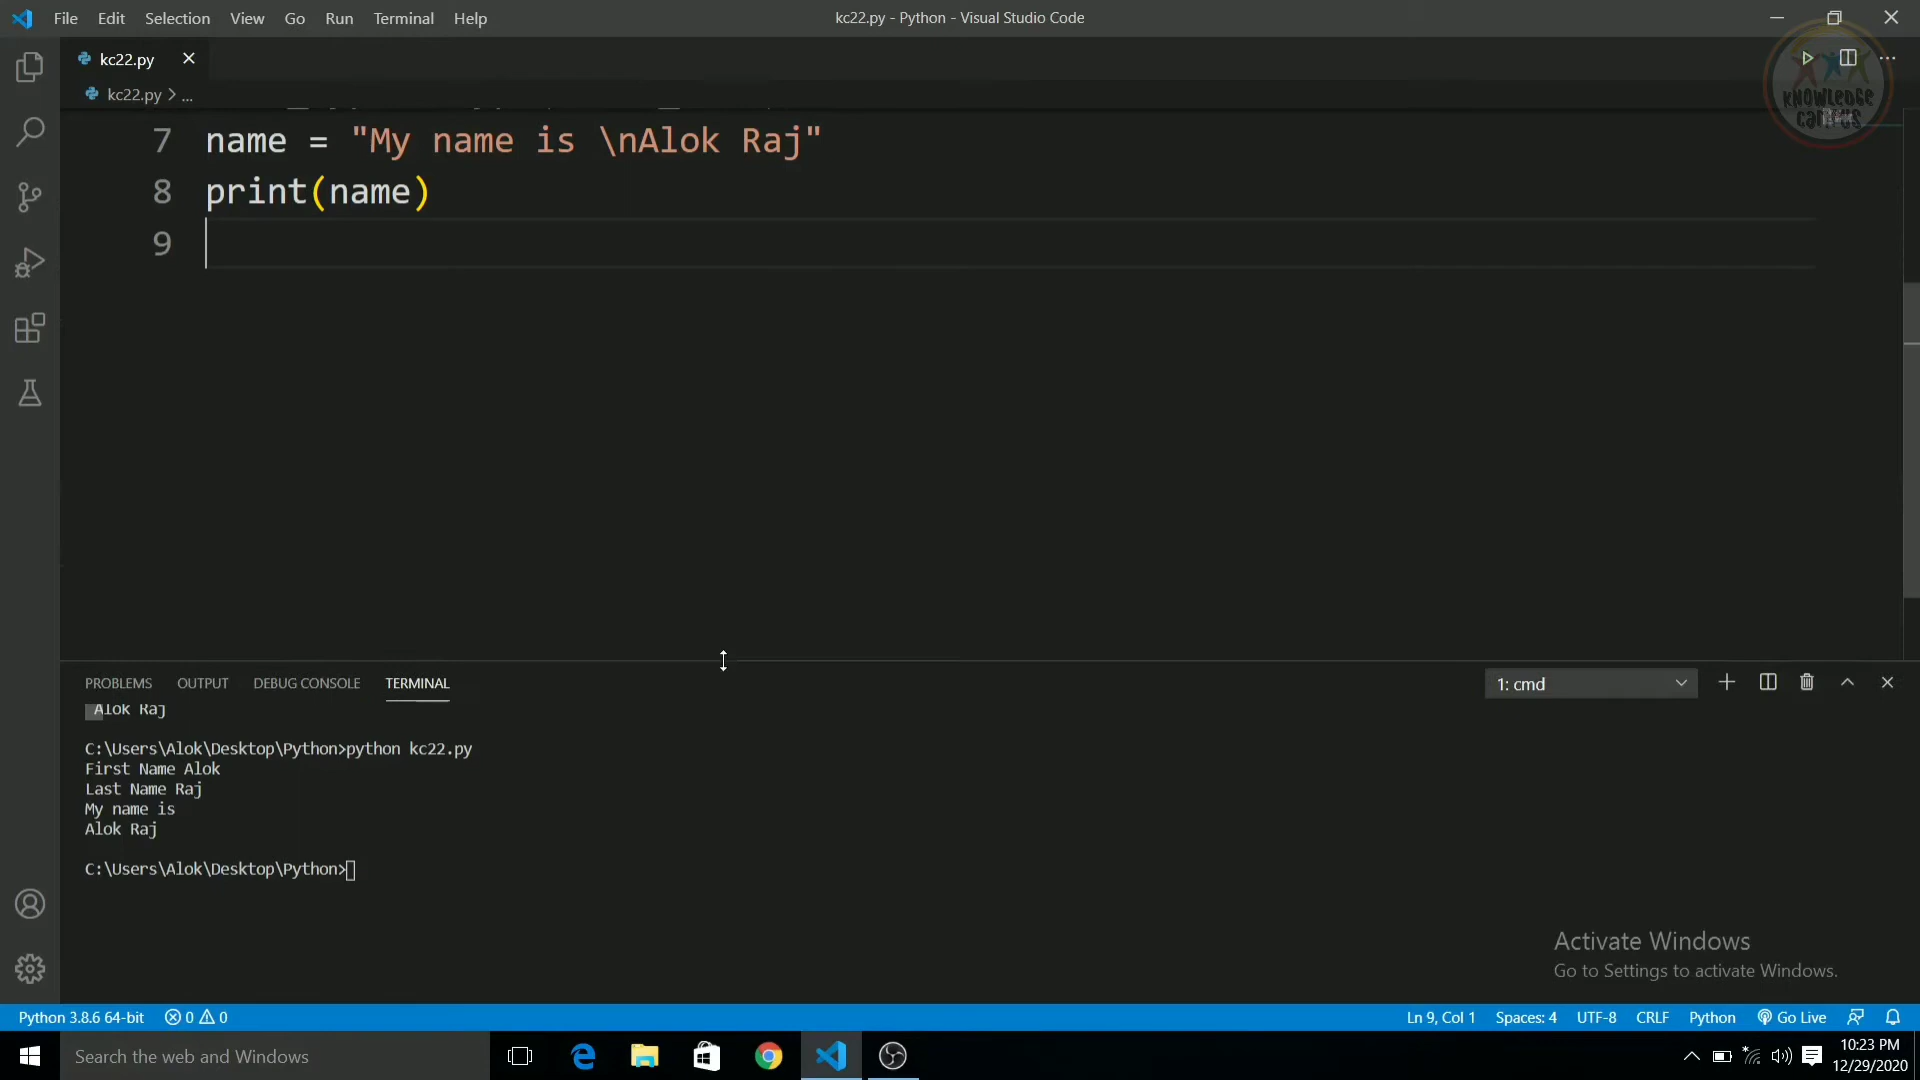 File Edit Selection View Go Run Terminal Help
kc22.py - Python - Visual Studio Code
kc22.py
kc22.py > ...
KNOWLEDGE
CAMPUS
7 name = "My name is \nAlok Raj"
8 print(name)
9
PROBLEMS OUTPUT DEBUG CONSOLE TERMINAL
1: cmd
Alok Raj
C:\Users\Alok\Desktop\Python>python kc22.py
First Name Alok
Last Name Raj
My name is
Alok Raj
C:\Users\Alok\Desktop\Python>
Activate Windows
Go to Settings to activate Windows.
Python 3.8.6 64-bit 0 0
Ln 9, Col 1 Spaces: 4 UTF-8 CRLF Python Go Live
Search the web and Windows
10:23 PM
12/29/2020